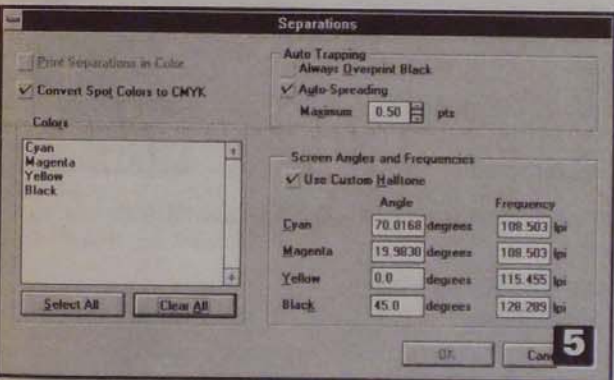 Separations
Print Separations in Color
Convert Spot Colors to CMYK
Colors
Cyan
Magenta
Yellow
Black
Select All
Clear All
Auto Trapping
Always Overprint Black
Auto-Spreading
Maximum 0.50 pts
Screen Angles and Frequencies
Use Custom Halftone
Angle Frequency
Cyan 70.0168 degrees 108.503 lpi
Magenta 19.9830 degrees 108.503 lpi
Yellow 0.0 degrees 115.455 lpi
Black 45.0 degrees 128.289 lpi
OK
Canc
5